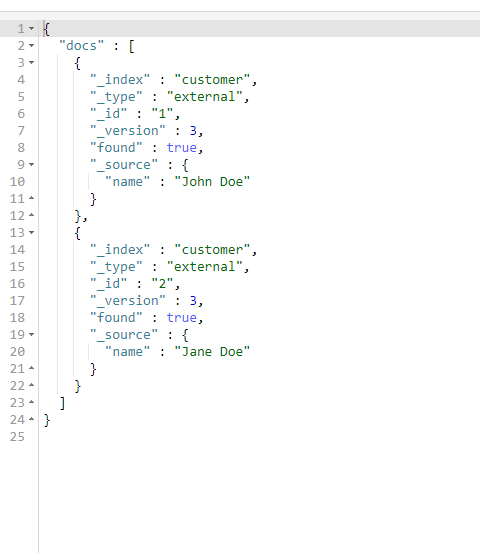 1 {
2 "docs" : [
3 {
4 "_index" : "customer",
5 "_type" : "external",
6 "_id" : "1",
7 "_version" : 3,
8 "found" : true,
9 "_source" : {
10 "name" : "John Doe"
11 }
12 },
13 {
14 "_index" : "customer",
15 "_type" : "external",
16 "_id" : "2",
17 "_version" : 3,
18 "found" : true,
19 "_source" : {
20 "name" : "Jane Doe"
21 }
22 }
23 ]
24 }
25